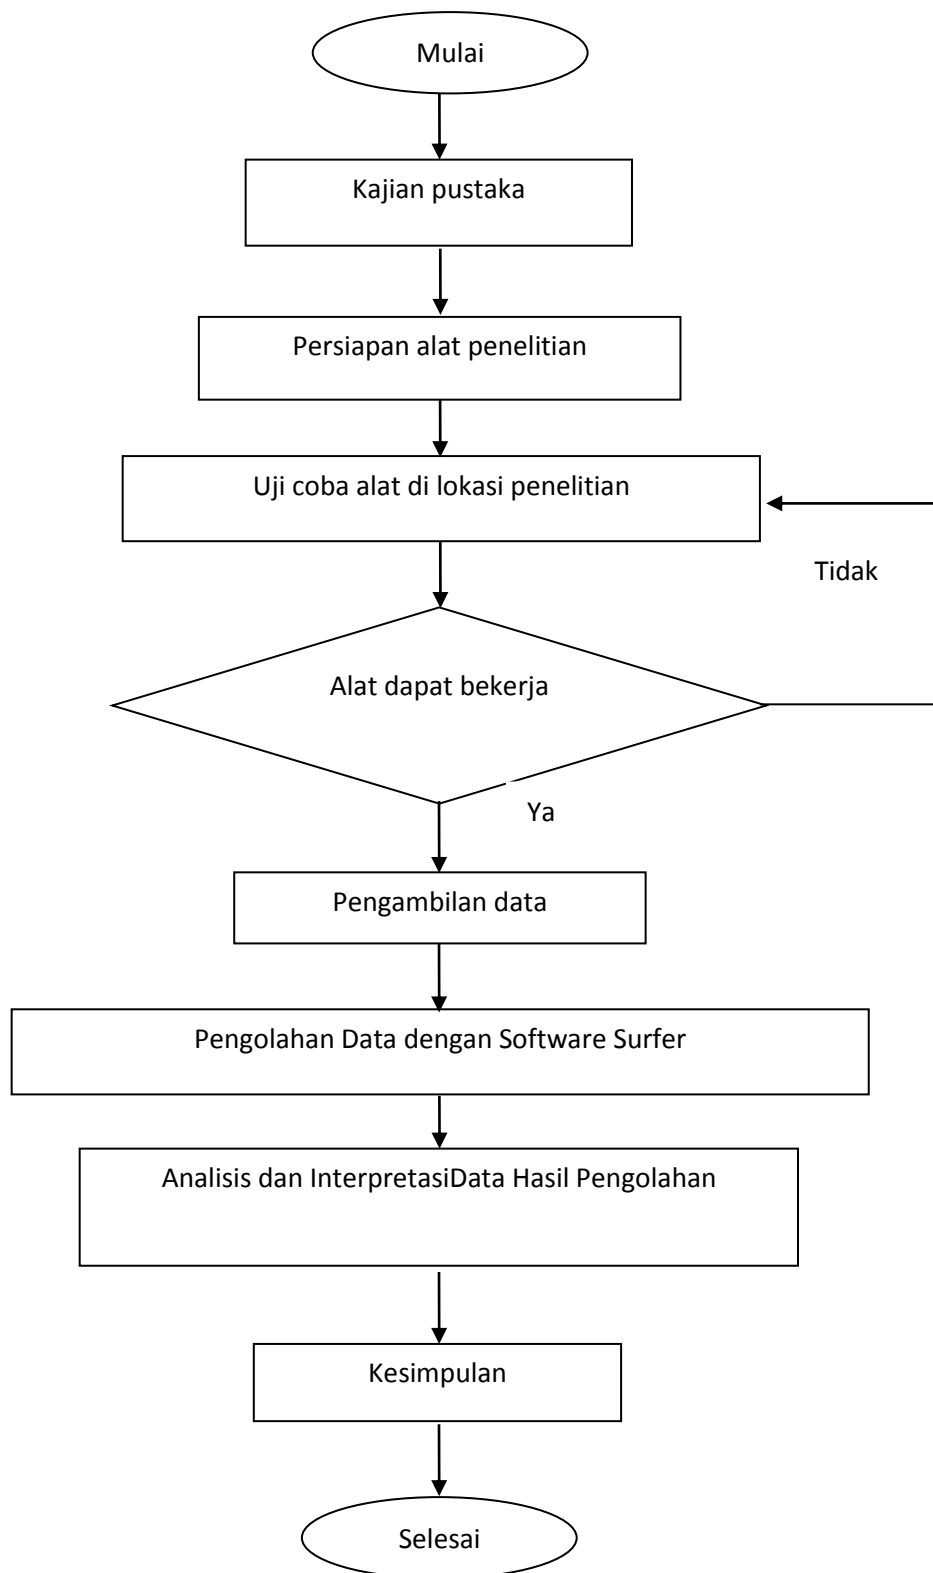 Mulai
Kajian pustaka
Persiapan alat penelitian
Uji coba alat di lokasi penelitian
Tidak
Alat dapat bekerja
Ya
Pengambilan data
Pengolahan Data dengan Software Surfer
Analisis dan InterpretasiData Hasil Pengolahan
Kesimpulan
Selesai